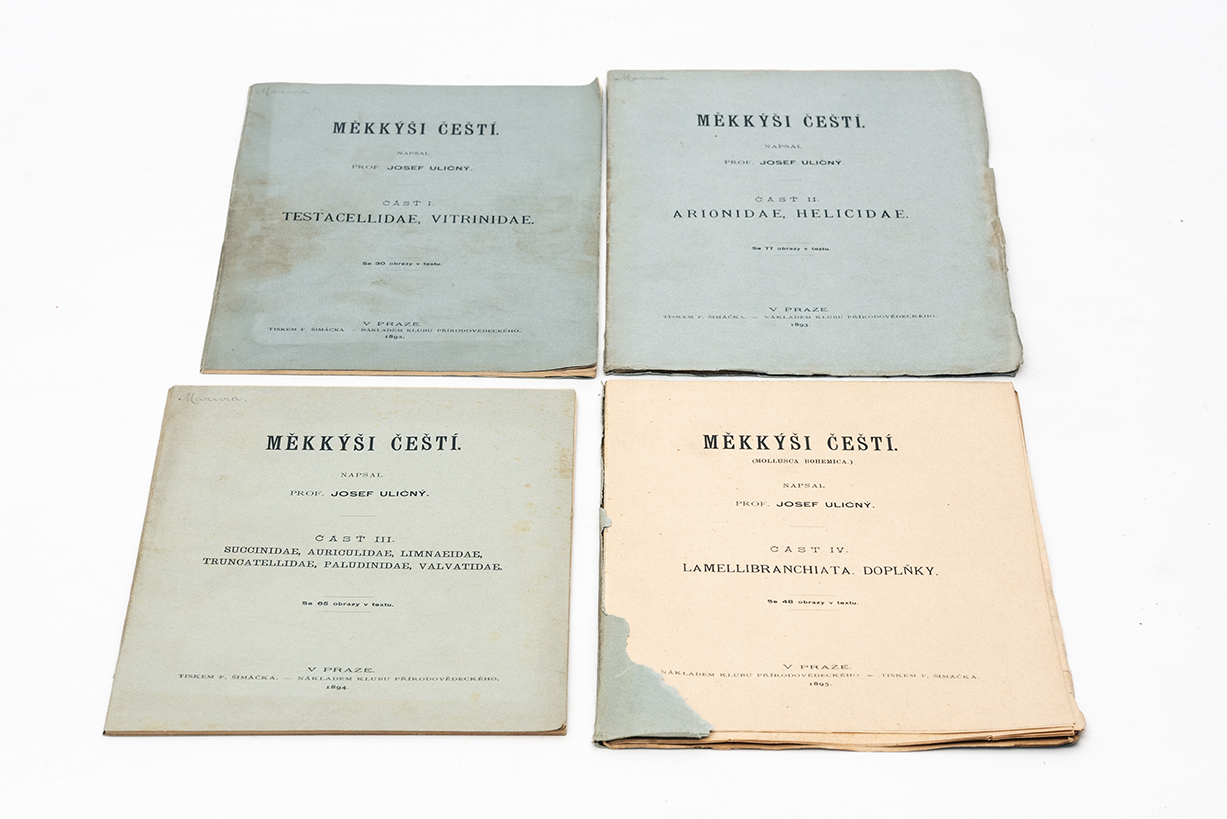 Marina
MĚKKÝŠI ČEŠTÍ.
NAPSAL
PROF. JOSEF ULIČNÝ.
ČÁST I.
TESTACELLIDAE, VITRINIDAE.
Se 30 obrazy v textu.
V PRAZE.
TISKEM F. ŠIMÁČKA — NÁKLADEM KLUBU PŘÍRODOVĚDECKÉHO.
1892.
Marina
MĚKKÝŠI ČEŠTÍ.
NAPSAL
PROF. JOSEF ULIČNÝ.
ČÁST II.
ARIONIDAE, HELICIDAE.
Se 77 obrazy v textu.
V PRAZE.
TISKEM F. ŠIMÁČKA. — NÁKLADEM KLUBU PŘÍRODOVĚDECKÉHO.
1893.
Marina.
MĚKKÝŠI ČEŠTÍ.
NAPSAL
PROF. JOSEF ULIČNÝ.
ČÁSŤ III.
SUCCINIDAE, AURICULIDAE, LIMNAEIDAE,
TRUNCATELLIDAE, PALUDINIDAE, VALVATIDAE.
Se 65 obrazy v textu.
V PRAZE.
TISKEM F. ŠIMÁČKA. — NÁKLADEM KLUBU PŘÍRODOVĚDECKÉHO.
1894.
MĚKKÝŠI ČEŠTÍ.
(MOLLUSCA BOHEMICA.)
NAPSAL
PROF. JOSEF ULIČNÝ.
ČÁST IV.
LAMELLIBRANCHIATA. DOPLŇKY.
Se 48 obrazy v textu.
V PRAZE.
NÁKLADEM KLUBU PŘÍRODOVĚDECKÉHO. — TISKEM F. ŠIMÁČKA.
1895.